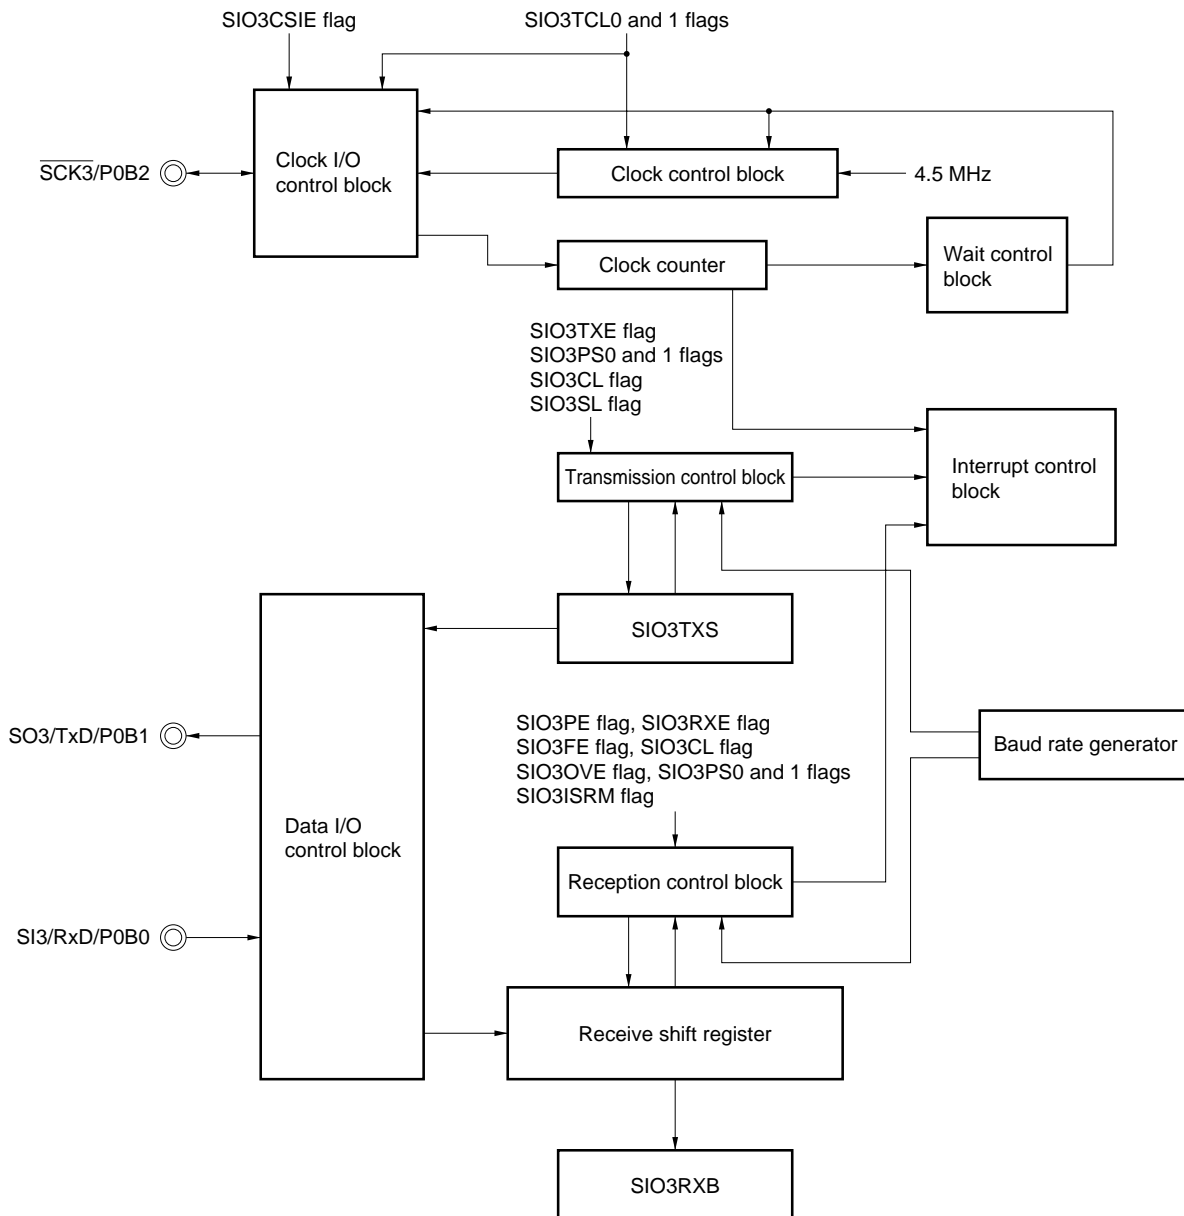 SIO3CSIE flag
SIO3TCL0 and 1 flags
SCK3/P0B2
Clock I/O
control block
Clock control block
4.5 MHz
Clock counter
Wait control
block
SIO3TXE flag
SIO3PS0 and 1 flags
SIO3CL flag
SIO3SL flag
Transmission control block
Interrupt control
block
SIO3TXS
SO3/TxD/P0B1
SIO3PE flag, SIO3RXE flag
SIO3FE flag, SIO3CL flag
SIO3OVE flag, SIO3PS0 and 1 flags
SIO3ISRM flag
Baud rate generator
Data I/O
control block
Reception control block
SI3/RxD/P0B0
Receive shift register
SIO3RXB